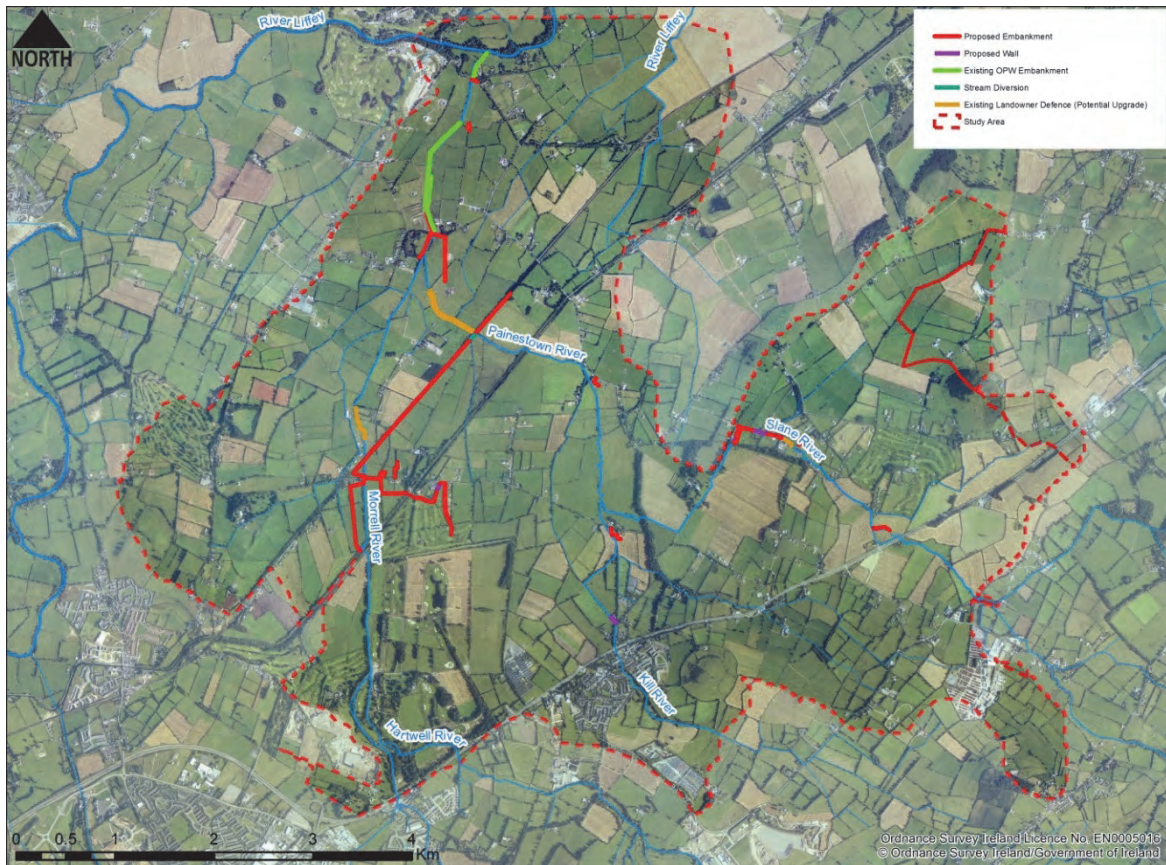 River Liffey
River Liffey
NORTH
Proposed Embankment
Proposed Wall
Existing OPW Embankment
Stream Diversion
Existing Landowner Defence (Potential Upgrade)
Study Area
Painestown River
Slane River
Morrell River
Kill River
Hartwell River
0 0.5 1 2 3 4
Km
Ordnance Survey Ireland Licence No. EN0005016
© Ordnance Survey Ireland/Government of Ireland